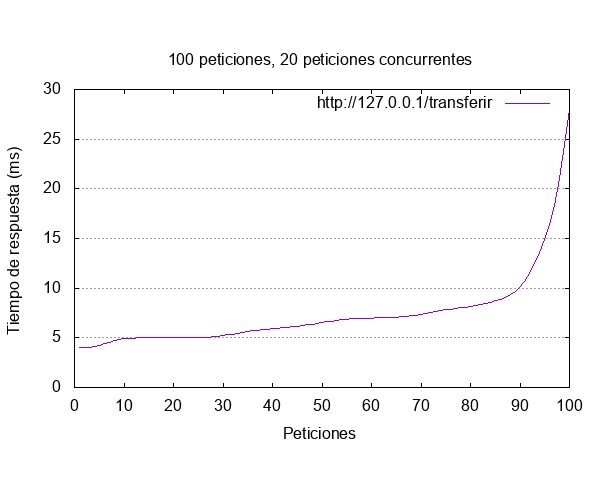 100 peticiones, 20 peticiones concurrentes
http://127.0.0.1/transferir
Tiempo de respuesta (ms)
30
25
20
15
10
5
0
0 10 20 30 40 50 60 70 80 90 100
Peticiones